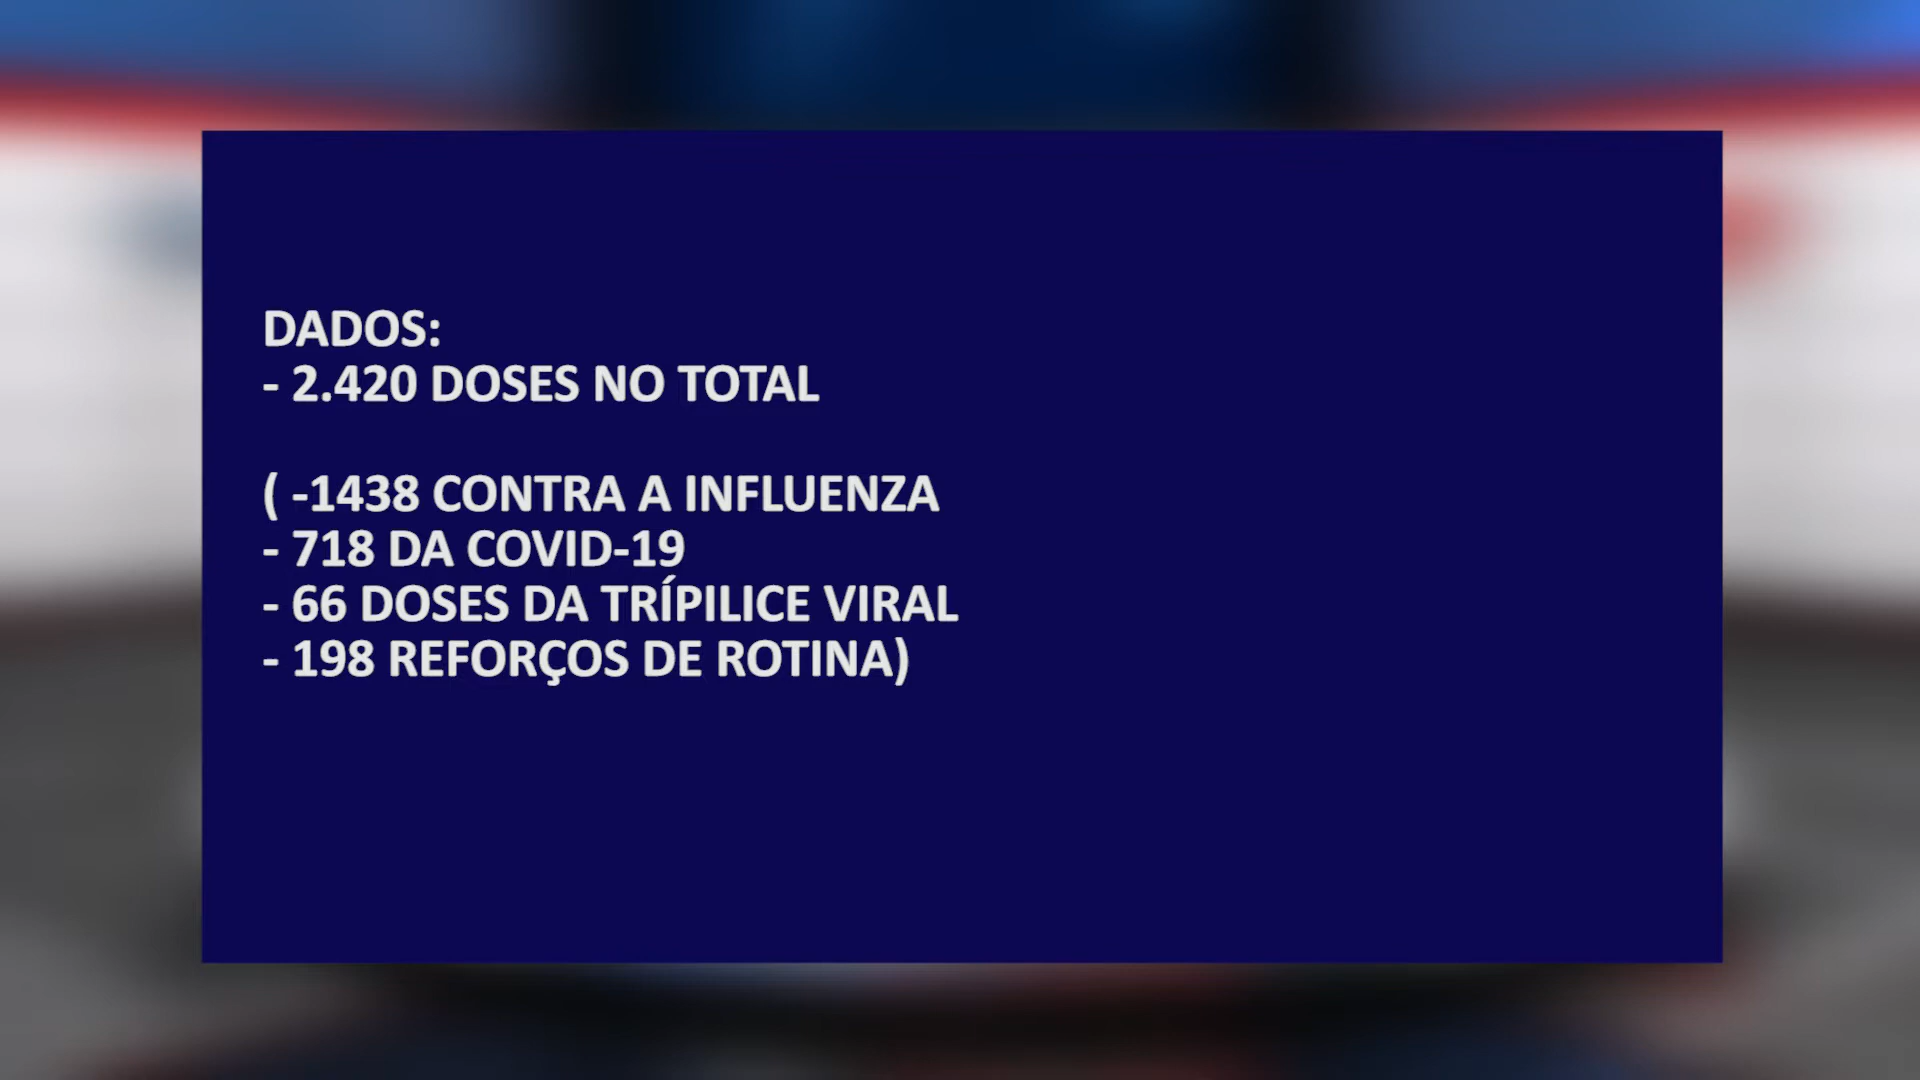 DADOS:
- 2.420 DOSES NO TOTAL
( -1438 CONTRA A INFLUENZA
- 718 DA COVID-19
- 66 DOSES DA TRÍPILICE VIRAL
- 198 REFORÇOS DE ROTINA)